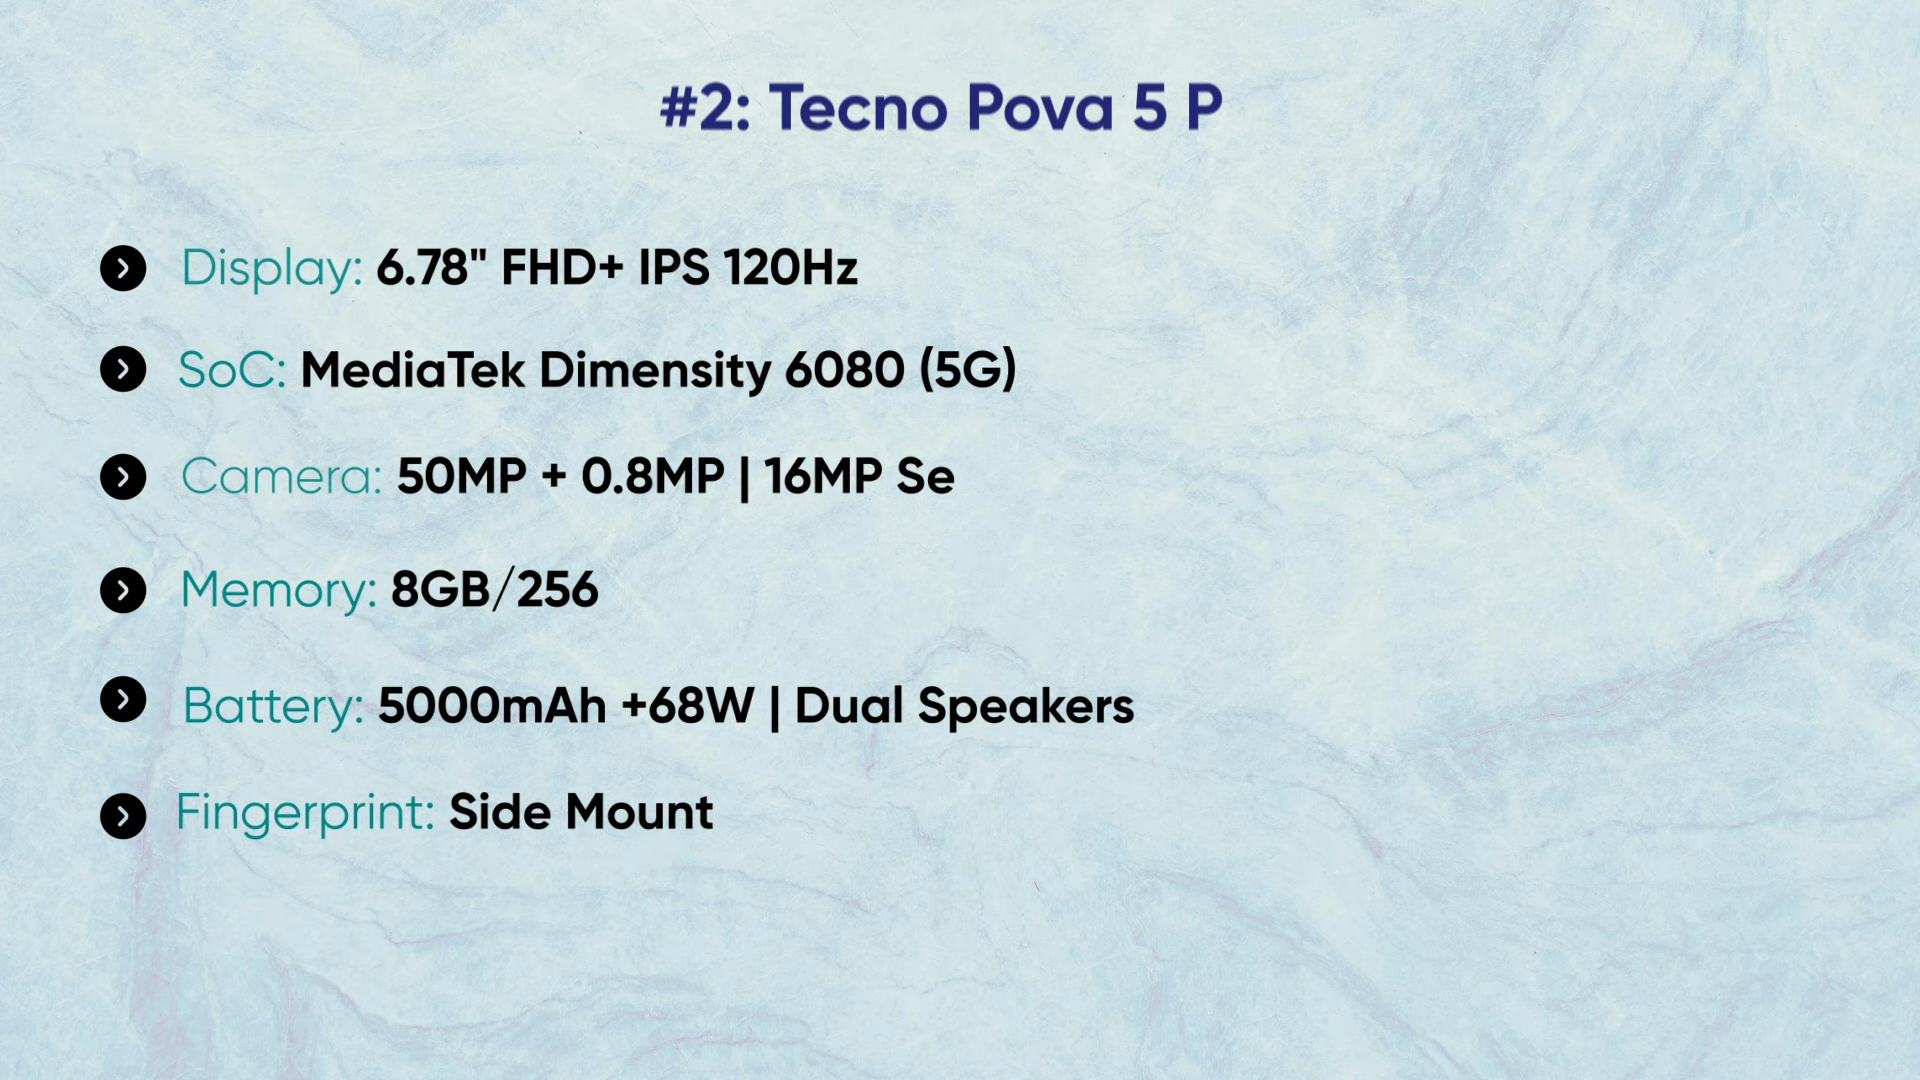 #2: Tecno Pova 5 P
Display: 6.78" FHD+ IPS 120Hz
SoC: MediaTek Dimensity 6080 (5G)
Camera: 50MP + 0.8MP | 16MP Se
Memory: 8GB/256
Battery: 5000mAh +68W | Dual Speakers
Fingerprint: Side Mount